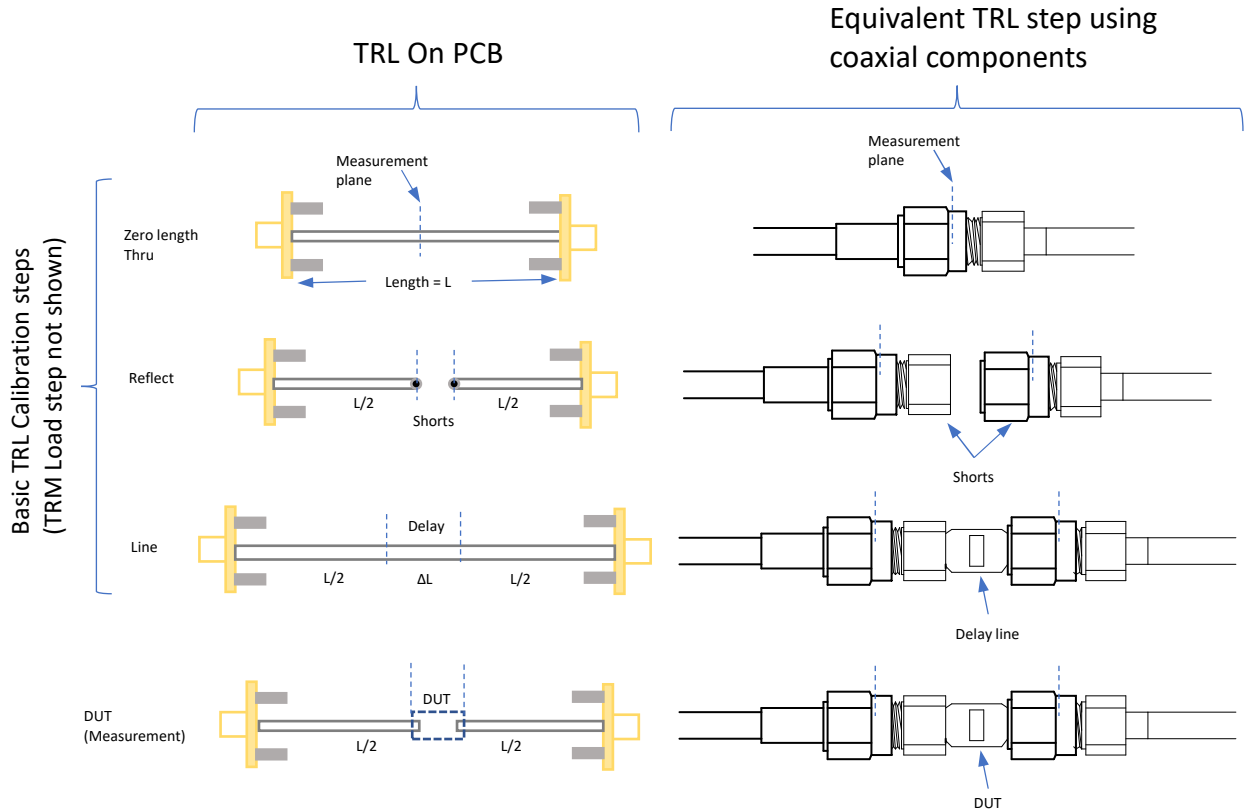 TRL On PCB
Equivalent TRL step using
coaxial components
Basic TRL Calibration steps
(TRM Load step not shown)
Measurement
plane
Measurement
plane
Zero length
Thru
Length = L
Reflect
L/2
L/2
Shorts
Shorts
Delay
Line
L/2
ΔL
L/2
Delay line
DUT
DUT
(Measurement)
L/2
L/2
DUT